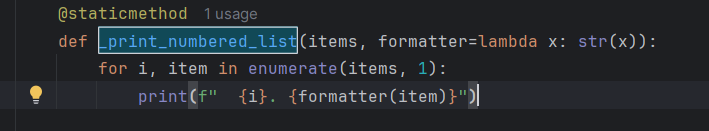 @staticmethod 1 usage
def _print_numbered_list(items, formatter=lambda x: str(x)):
for i, item in enumerate(items, 1):
print(f"  {i}. {formatter(item)}")